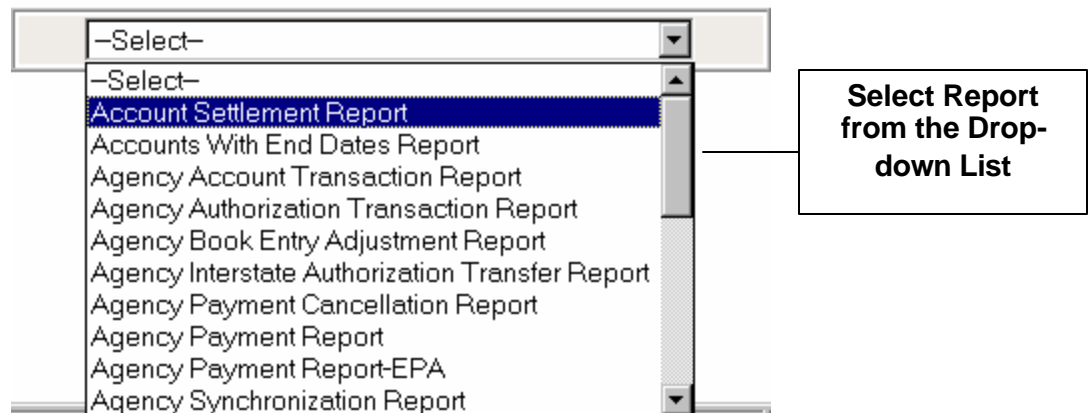 –Select–
–Select–
Account Settlement Report
Accounts With End Dates Report
Agency Account Transaction Report
Agency Authorization Transaction Report
Agency Book Entry Adjustment Report
Agency Interstate Authorization Transfer Report
Agency Payment Cancellation Report
Agency Payment Report
Agency Payment Report-EPA
Agency Synchronization Report
Select Report
from the Drop-
down List